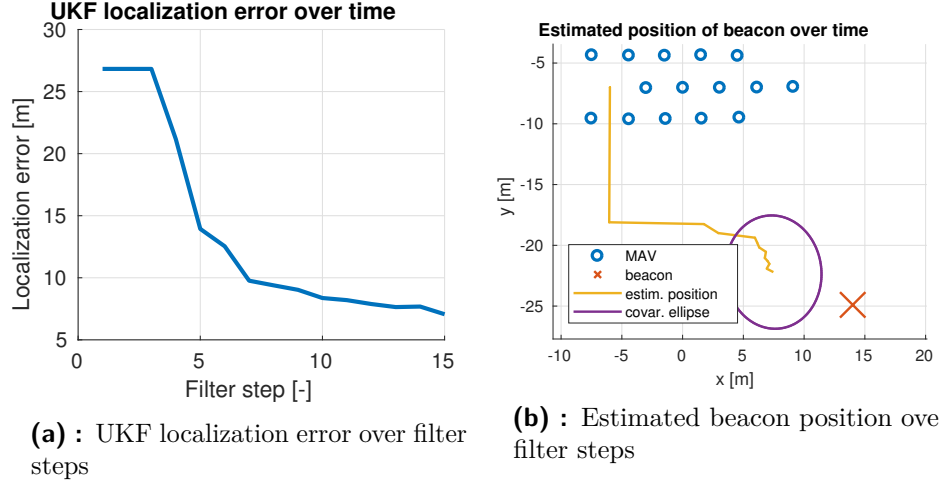 UKF localization error over time
30
25
20
15
10
5
0
5
10
15
Localization error [m]
Filter step [-]
(a) : UKF localization error over filter
steps
Estimated position of beacon over time
-5
-10
-15
-20
-25
-10
-5
0
5
10
15
20
y [m]
x [m]
MAV
beacon
estim. position
covar. ellipse
(b) : Estimated beacon position ove
filter steps